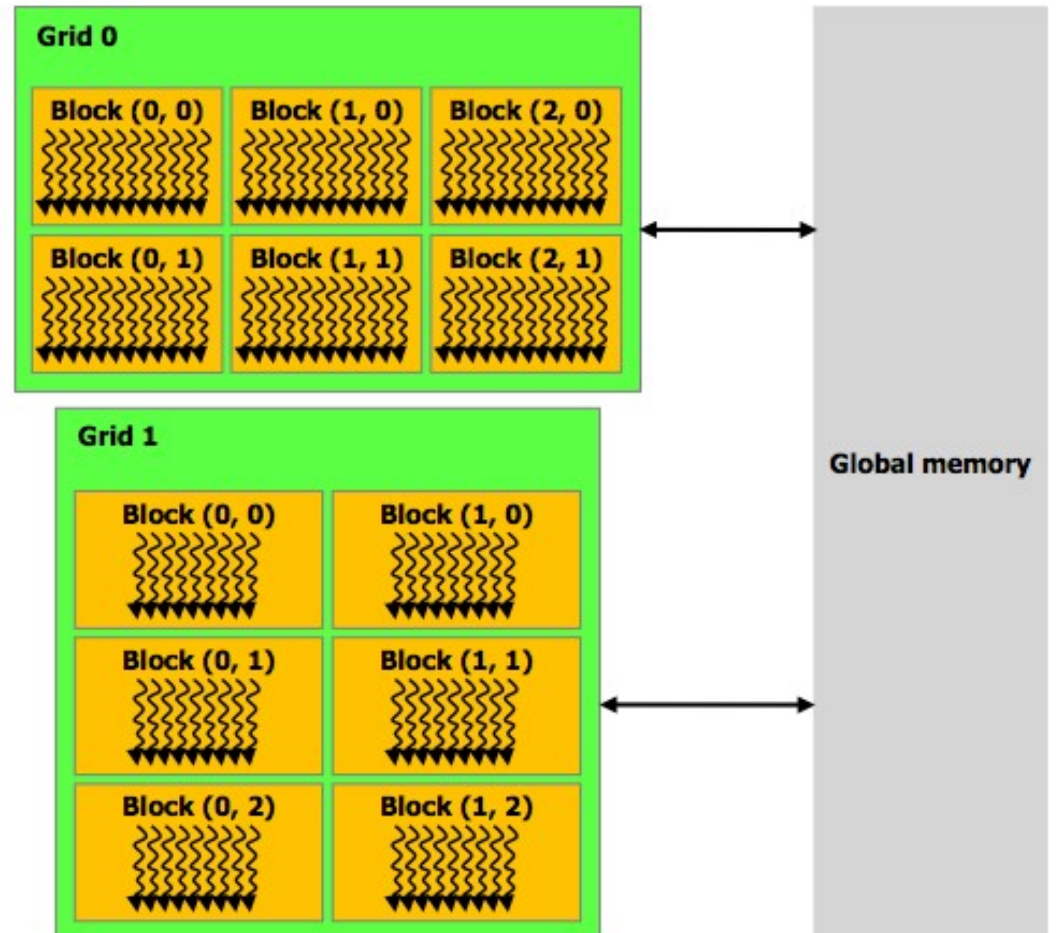 Grid 0
Block (0, 0) Block (1, 0) Block (2, 0)
Block (0, 1) Block (1, 1) Block (2, 1)
Grid 1
Global memory
Block (0, 0) Block (1, 0)
Block (0, 1) Block (1, 1)
Block (0, 2) Block (1, 2)